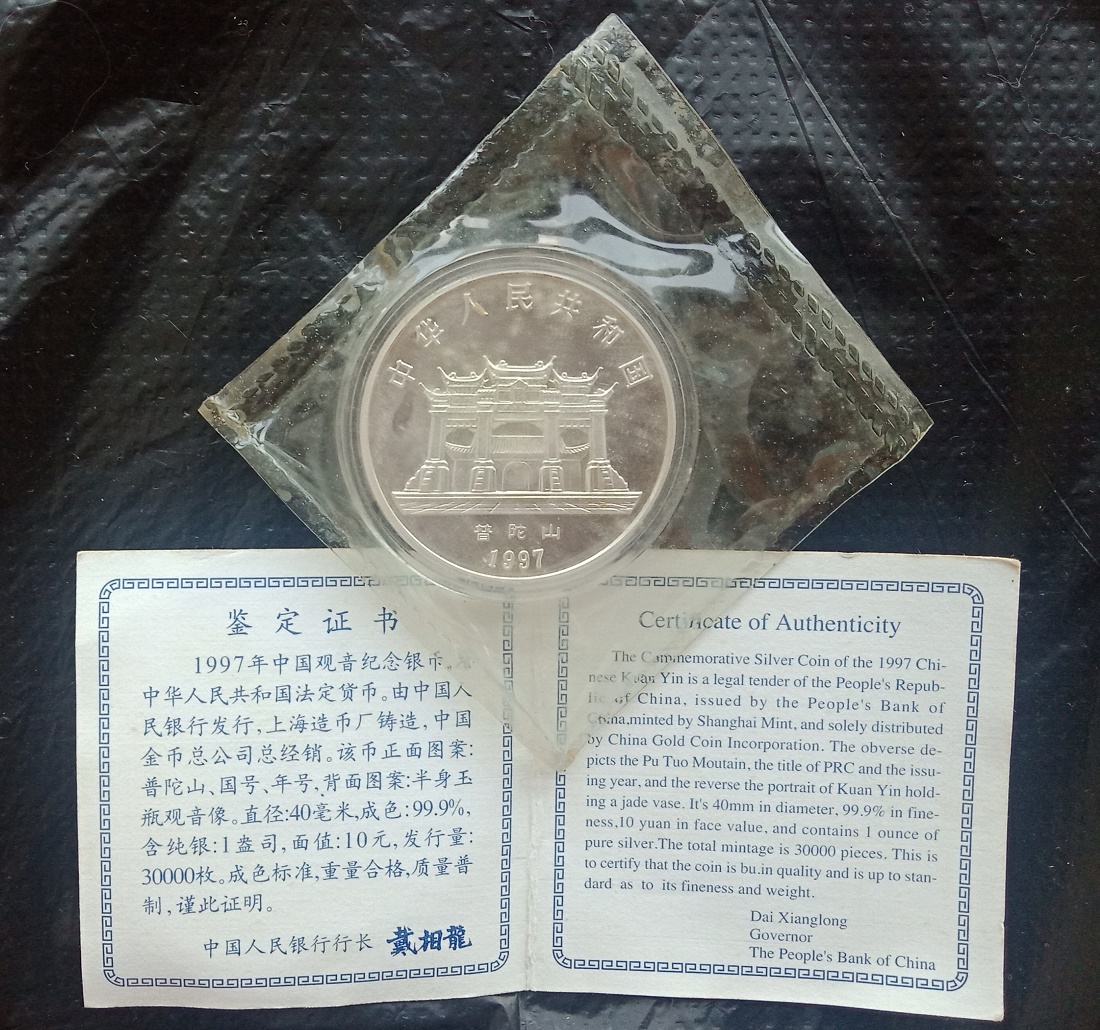 中华人民共和国
普陀山
1997
鉴定证书
1997年中国观音纪念银币。
中华人民共和国法定货币。由中国人
民银行发行,上海造币厂铸造,中国
金币总公司总经销。该币正面图案:
普陀山、国号、年号,背面图案:半身玉
瓶观音像。直径:40毫米,成色:99.9%,
含纯银:1盎司,面值:10元,发行量:
30000枚。成色标准,重量合格,质量普
制,谨此证明。
中国人民银行行长 戴相龍
Certificate of Authenticity
The Commemorative Silver Coin of the 1997 Chi-
nese Kuan Yin is a legal tender of the People's Repub-
lic of China, issued by the People's Bank of
China,minted by Shanghai Mint, and solely distributed
by China Gold Coin Incorporation. The obverse de-
picts the Pu Tuo Moutain, the title of PRC and the issu-
ing year, and the reverse the portrait of Kuan Yin hold-
ing a jade vase. It's 40mm in diameter, 99.9% in fine-
ness,10 yuan in face value, and contains 1 ounce of
pure silver.The total mintage is 30000 pieces. This is
to certify that the coin is bu.in quality and is up to stan-
dard as to its fineness and weight.
Dai Xianglong
Governor
The People's Bank of China